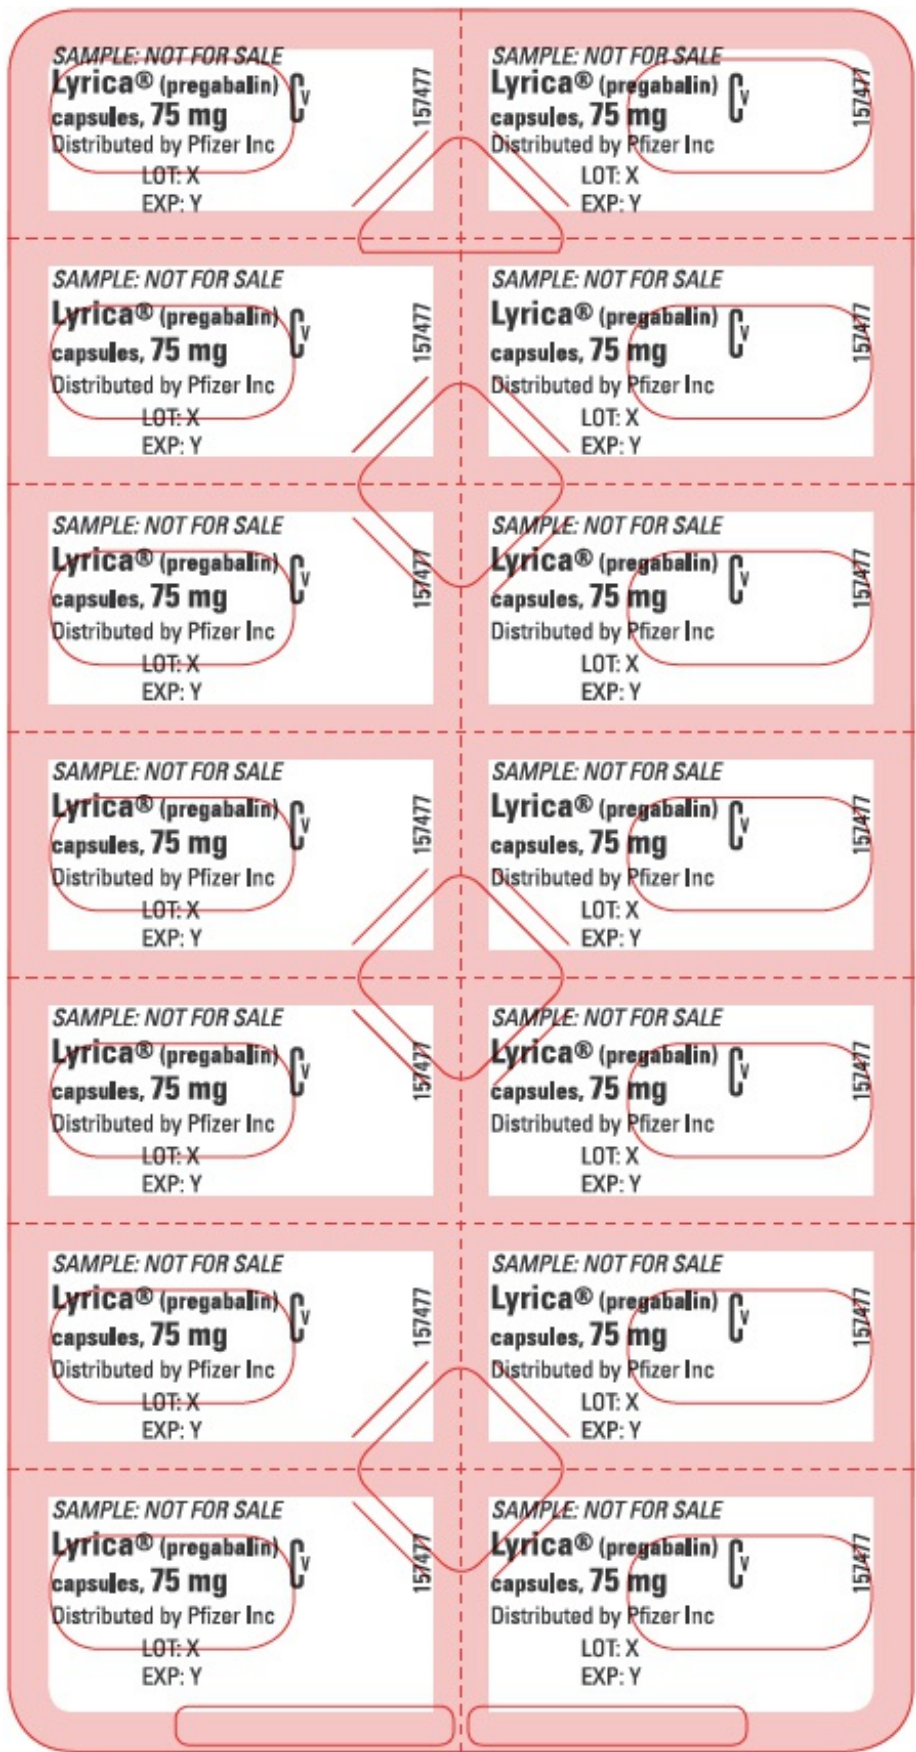 SAMPLE: NOT FOR SALE
Lyrica® (pregabalin) CV
capsules, 75 mg
Distributed by Pfizer Inc
LOT: X
EXP: Y
157477
SAMPLE: NOT FOR SALE
Lyrica® (pregabalin) CV
capsules, 75 mg
Distributed by Pfizer Inc
LOT: X
EXP: Y
157477
SAMPLE: NOT FOR SALE
Lyrica® (pregabalin) CV
capsules, 75 mg
Distributed by Pfizer Inc
LOT: X
EXP: Y
157477
SAMPLE: NOT FOR SALE
Lyrica® (pregabalin) CV
capsules, 75 mg
Distributed by Pfizer Inc
LOT: X
EXP: Y
157477
SAMPLE: NOT FOR SALE
Lyrica® (pregabalin) CV
capsules, 75 mg
Distributed by Pfizer Inc
LOT: X
EXP: Y
157477
SAMPLE: NOT FOR SALE
Lyrica® (pregabalin) CV
capsules, 75 mg
Distributed by Pfizer Inc
LOT: X
EXP: Y
157477
SAMPLE: NOT FOR SALE
Lyrica® (pregabalin) CV
capsules, 75 mg
Distributed by Pfizer Inc
LOT: X
EXP: Y
157477
SAMPLE: NOT FOR SALE
Lyrica® (pregabalin) CV
capsules, 75 mg
Distributed by Pfizer Inc
LOT: X
EXP: Y
157477
SAMPLE: NOT FOR SALE
Lyrica® (pregabalin) CV
capsules, 75 mg
Distributed by Pfizer Inc
LOT: X
EXP: Y
157477
SAMPLE: NOT FOR SALE
Lyrica® (pregabalin) CV
capsules, 75 mg
Distributed by Pfizer Inc
LOT: X
EXP: Y
157477
SAMPLE: NOT FOR SALE
Lyrica® (pregabalin) CV
capsules, 75 mg
Distributed by Pfizer Inc
LOT: X
EXP: Y
157477
SAMPLE: NOT FOR SALE
Lyrica® (pregabalin) CV
capsules, 75 mg
Distributed by Pfizer Inc
LOT: X
EXP: Y
157477
SAMPLE: NOT FOR SALE
Lyrica® (pregabalin) CV
capsules, 75 mg
Distributed by Pfizer Inc
LOT: X
EXP: Y
157477
SAMPLE: NOT FOR SALE
Lyrica® (pregabalin) CV
capsules, 75 mg
Distributed by Pfizer Inc
LOT: X
EXP: Y
157477